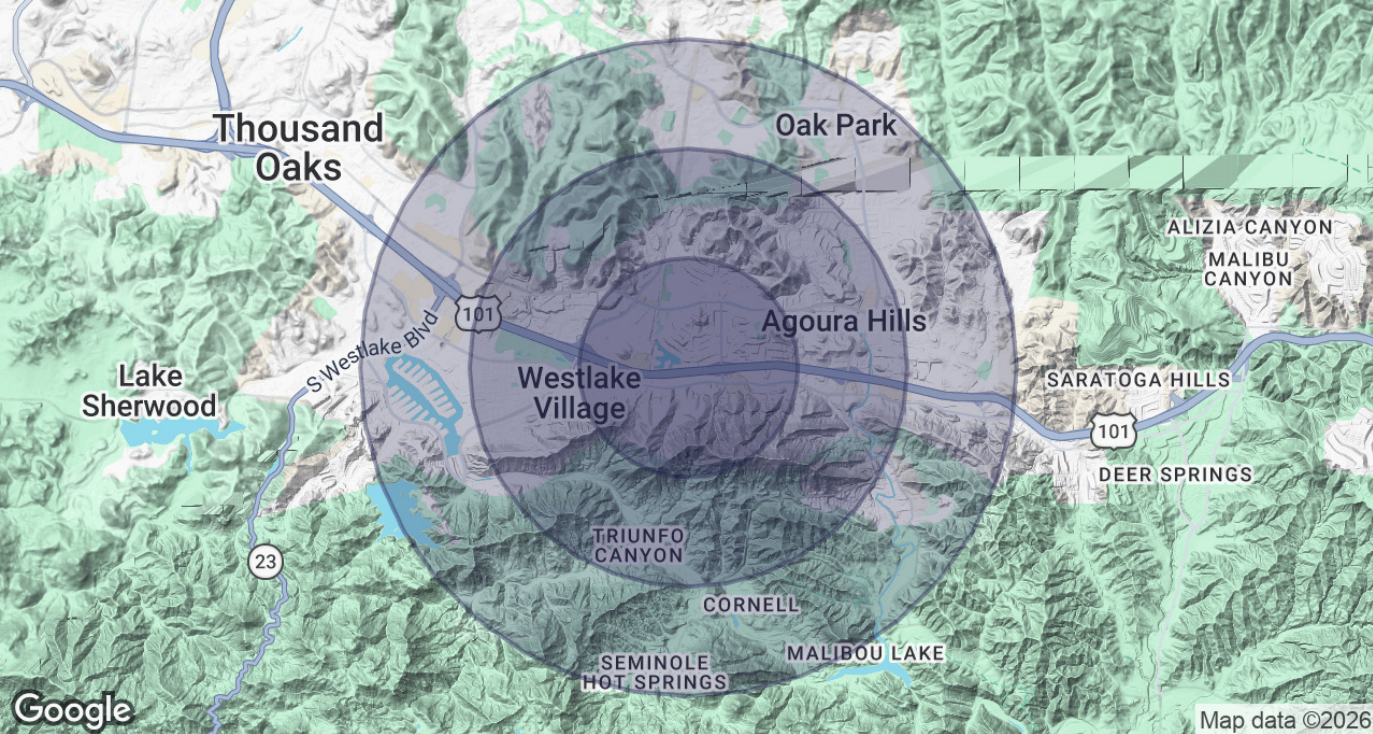 Oak Park
Thousand
Oaks
ALIZIA CANYON
MALIBU
CANYON
101
S Westlake Blvd
Agoura Hills
Lake
Sherwood
Westlake
Village
SARATOGA HILLS
101
DEER SPRINGS
TRIUNFO
CANYON
23
CORNELL
MALIBOU LAKE
SEMINOLE
HOT SPRINGS
Google
Map data ©2026